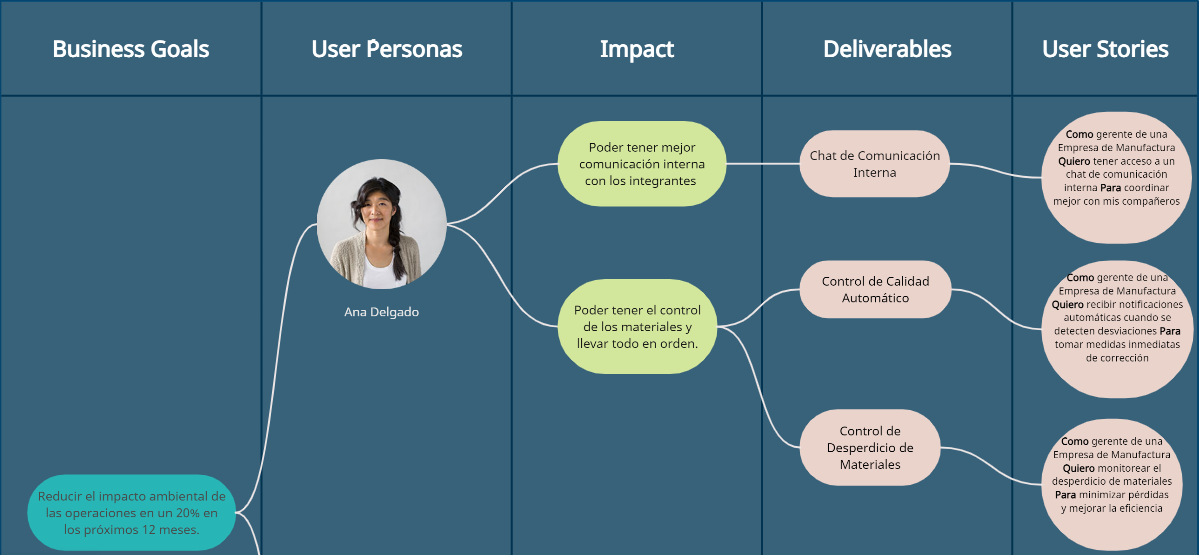 Business Goals
User Personas
Impact
Deliverables
User Stories
Ana Delgado
Reducir el impacto ambiental de
las operaciones en un 20% en
los próximos 12 meses.
Poder tener mejor
comunicación interna
con los integrantes
Poder tener el control
de los materiales y
llevar todo en orden.
Chat de Comunicación
Interna
Control de Calidad
Automático
Control de
Desperdicio de
Materiales
Como gerente de una
Empresa de Manufactura
Quiero tener acceso a un
chat de comunicación
interna Para coordinar
mejor con mis compañeros
Como gerente de una
Empresa de Manufactura
Quiero recibir notificaciones
automáticas cuando se
detecten desviaciones Para
tomar medidas inmediatas
de corrección
Como gerente de una
Empresa de Manufactura
Quiero monitorear el
desperdicio de materiales
Para minimizar pérdidas
y mejorar la eficiencia